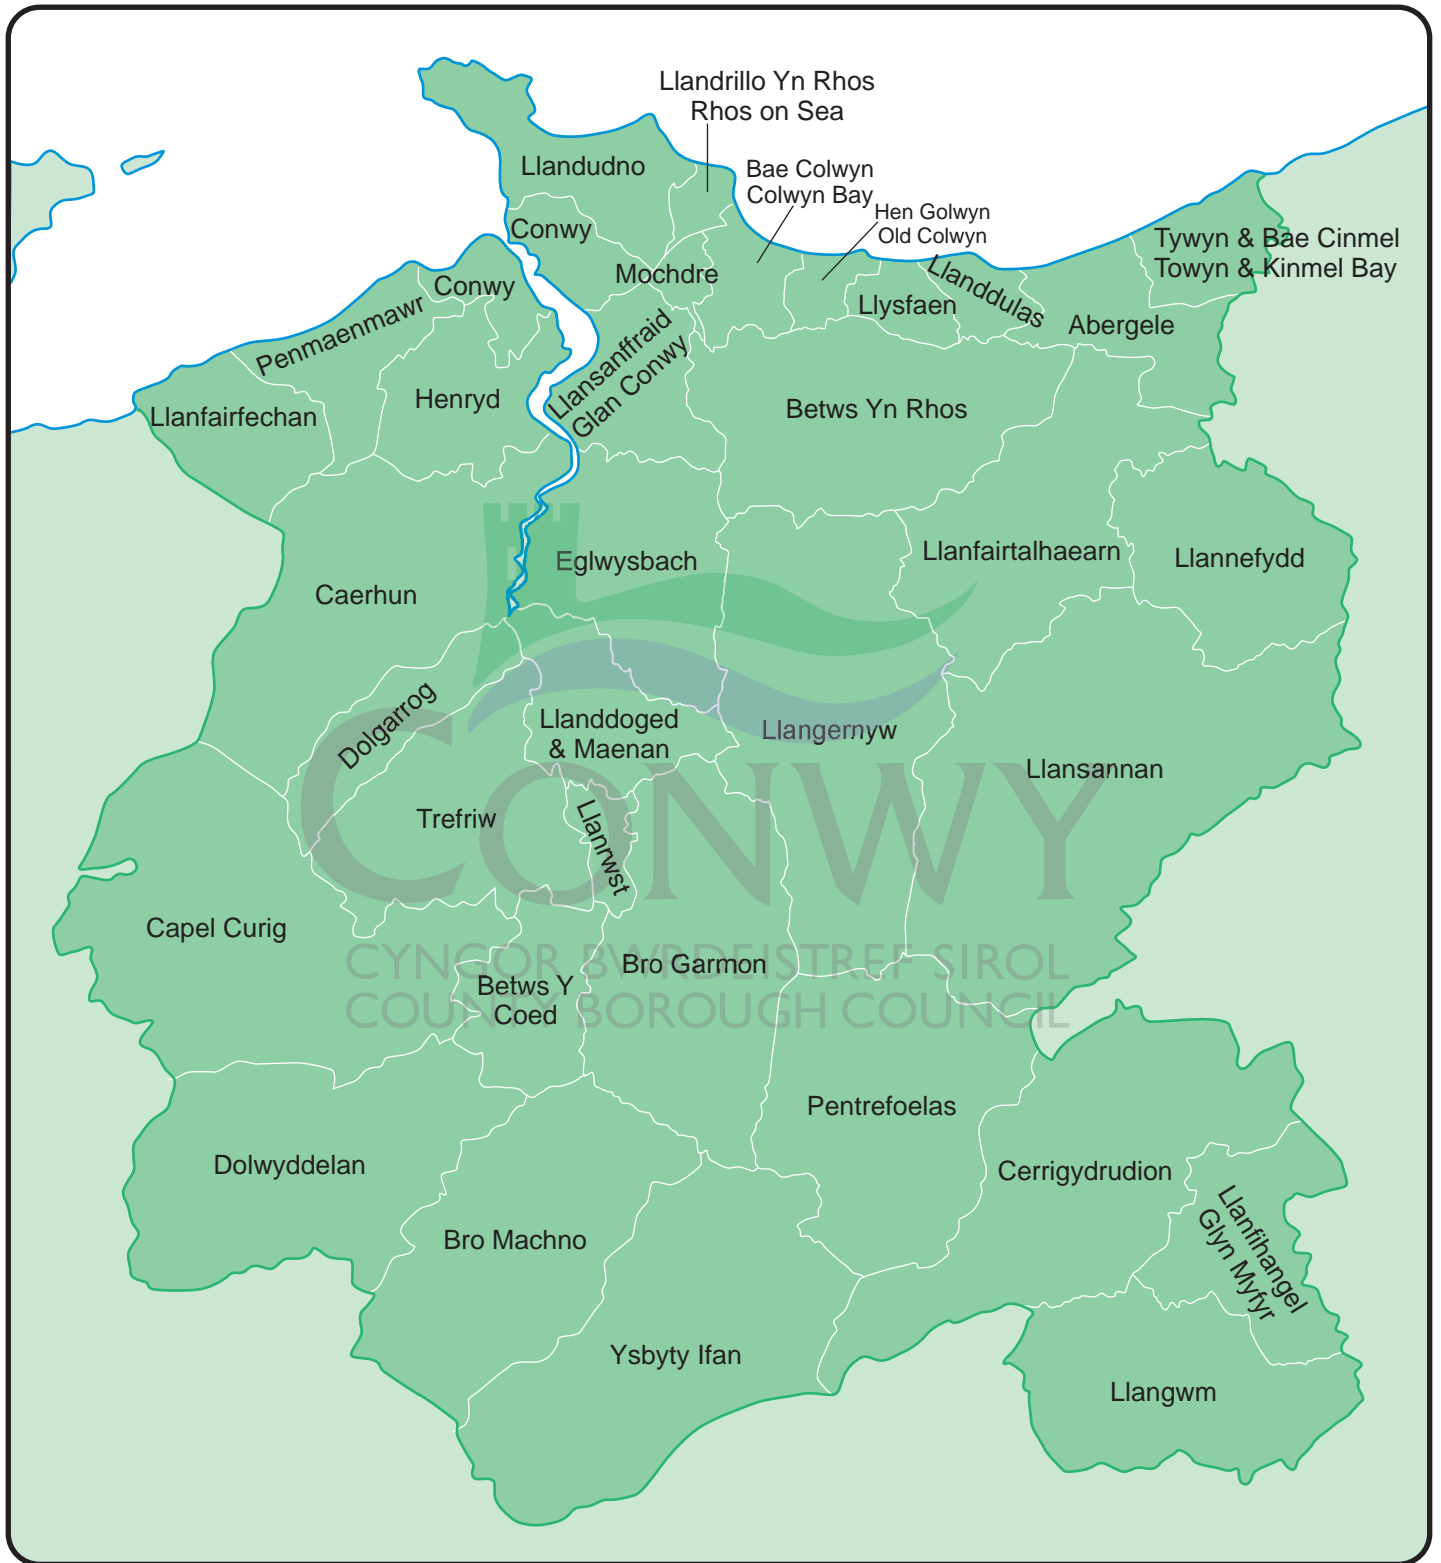 Llandrillo Yn Rhos
Rhos on Sea
Llandudno
Bae Colwyn
Colwyn Bay
Hen Golwyn
Old Colwyn
Conwy
Tywyn & Bae Cinmel
Towyn & Kinmel Bay
Mochdre
Conwy
Llanddulas
Llysfaen
Abergele
Penmaenmawr
Llansanffraid
Glan Conwy
Henryd
Betws Yn Rhos
Llanfairfechan
Eglwysbach
Llanfairtalhaearn
Llannefydd
Caerhun
Dolgarrog
Llanddoged
& Maenan
Llangernyw
Llansannan
CONWY
Trefriw
Llanrwst
Capel Curig
CYNGOR BWRDEISTREF SIROL
COUNTY BOROUGH COUNCIL
Bro Garmon
Betws Y
Coed
Pentrefoelas
Dolwyddelan
Cerrigydrudion
Llanfihangel
Glyn Myfyr
Bro Machno
Ysbyty Ifan
Llangwm